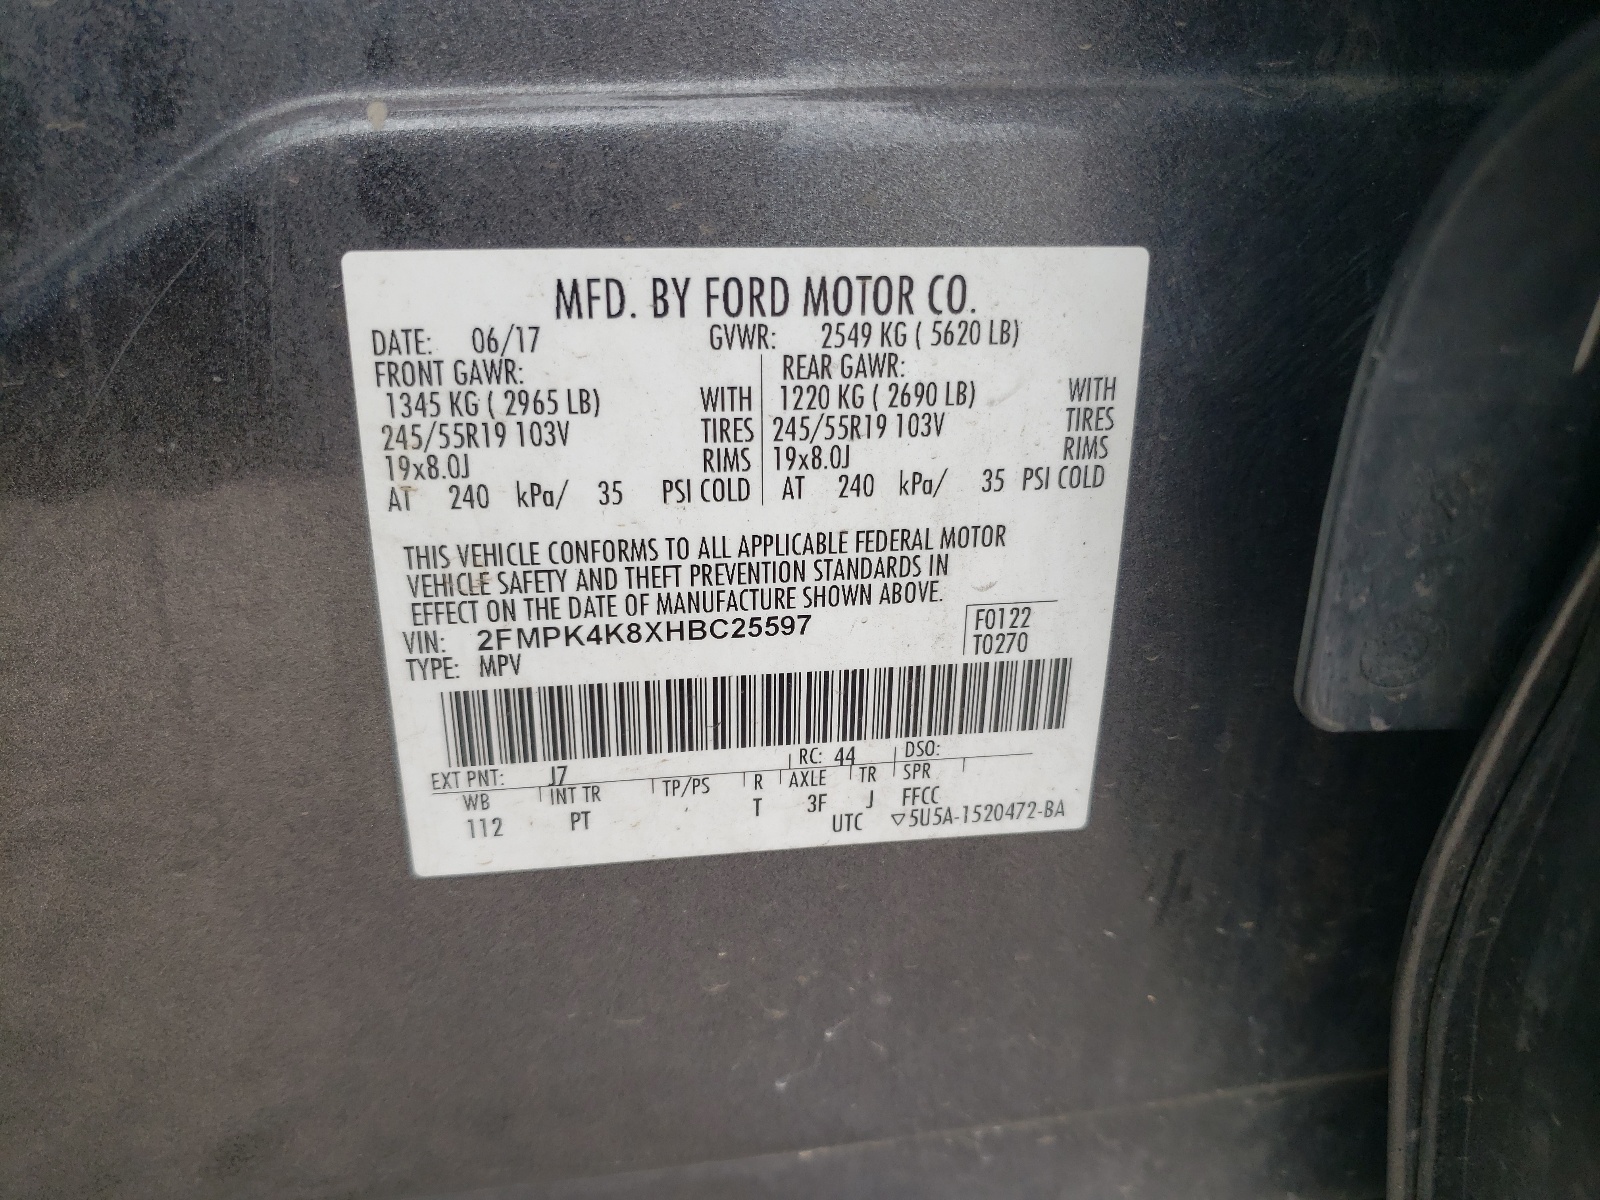 MFD. BY FORD MOTOR CO.
DATE: 06/17 GVWR: 2549 KG ( 5620 LB)
FRONT GAWR: REAR GAWR:
1345 KG ( 2965 LB) WITH 1220 KG ( 2690 LB) WITH
245/55R19 103V TIRES 245/55R19 103V TIRES
19x8.0J RIMS 19x8.0J RIMS
AT 240 kPa/ 35 PSI COLD AT 240 kPa/ 35 PSI COLD
THIS VEHICLE CONFORMS TO ALL APPLICABLE FEDERAL MOTOR
VEHICLE SAFETY AND THEFT PREVENTION STANDARDS IN
EFFECT ON THE DATE OF MANUFACTURE SHOWN ABOVE.
VIN: 2FMPK4K8XHBC25597 F0122
TYPE: MPV T0270
EXT PNT: J7 RC: 44 DSO:
WB INT TR TP/PS R AXLE TR SPR
112 PT T 3F J FFCC
UTC ▽5U5A-1520472-BA